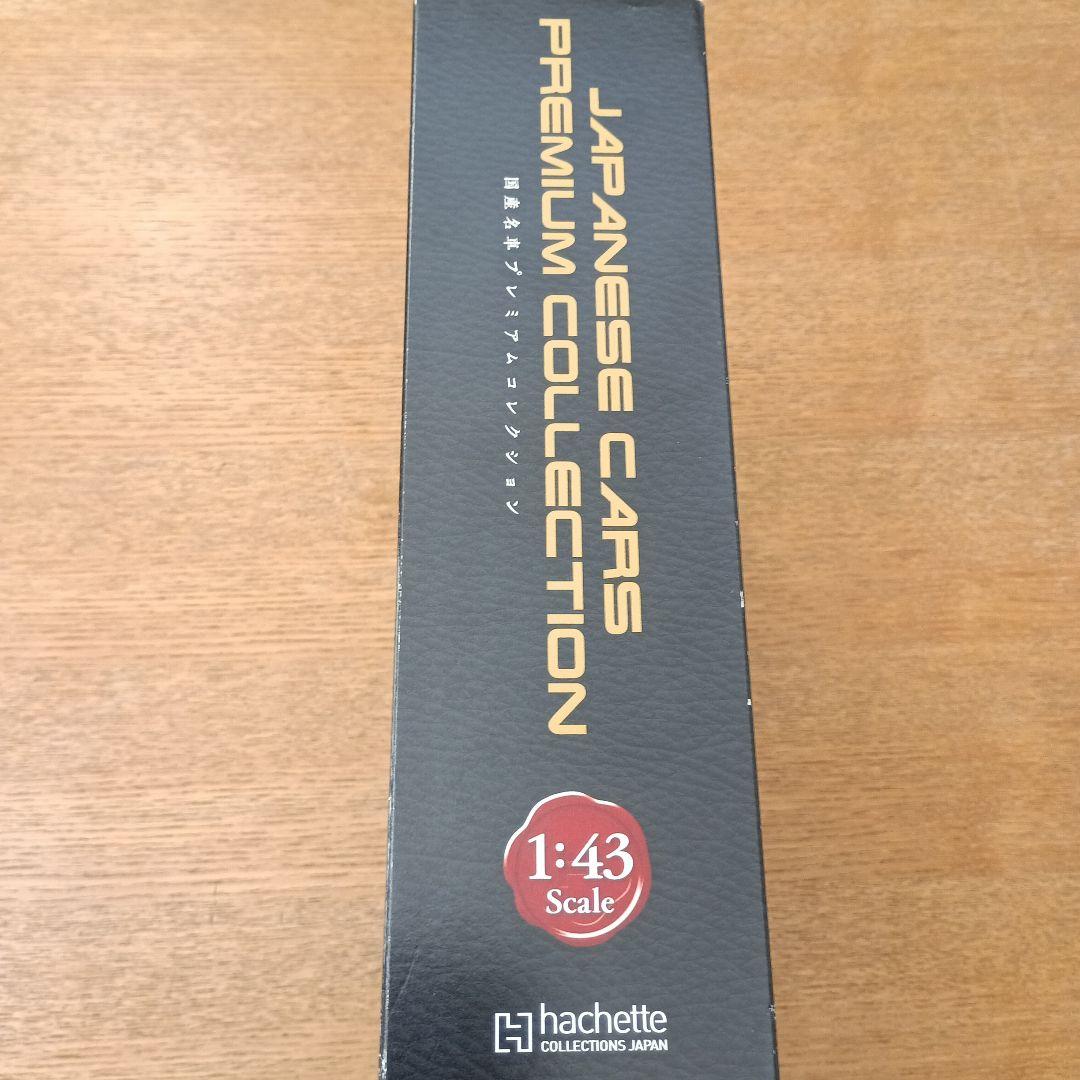 JAPANESE CARS
PREMIUM COLLECTION
国産名車プレミアムコレクション
1:43
Scale
hachette
COLLECTIONS JAPAN